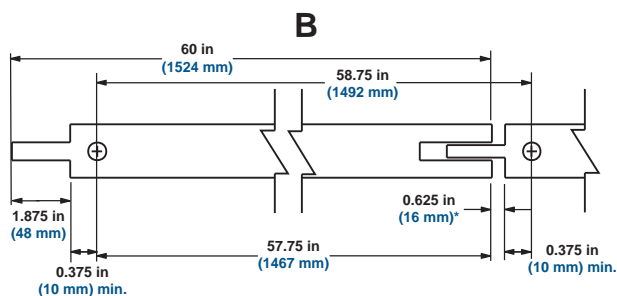 B
60 in
(1524 mm)
58.75 in
(1492 mm)
1.875 in
(48 mm)
0.375 in
(10 mm) min.
57.75 in
(1467 mm)
0.625 in
(16 mm)*
0.375 in
(10 mm) min.